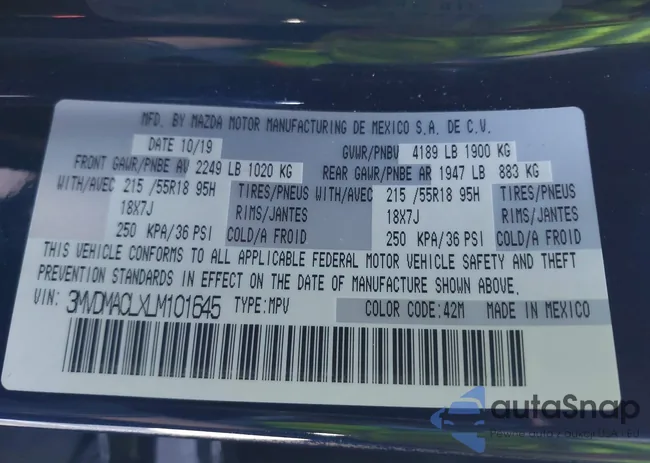 MFD. BY MAZDA MOTOR MANUFACTURING DE MEXICO S.A. DE C.V.
DATE 10/19 GVWR/PNBV 4189 LB 1900 KG
FRONT GAWR/PNBE AV 2249 LB 1020 KG REAR GAWR/PNBE AR 1947 LB 883 KG
WITH/AVEC 215 /55R18 95H TIRES/PNEUS WITH/AVEC 215 /55R18 95H TIRES/PNEUS
18X7J RIMS/JANTES 18X7J RIMS/JANTES
250 KPA/36 PSI COLD/A FROID 250 KPA/36 PSI COLD/A FROID
THIS VEHICLE CONFORMS TO ALL APPLICABLE FEDERAL MOTOR VEHICLE SAFETY AND THEFT
PREVENTION STANDARDS IN EFFECT ON THE DATE OF MANUFACTURE SHOWN ABOVE.
VIN: 3MVDMACLXLM101645 TYPE:MPV COLOR CODE:42M MADE IN MEXICO
autaSnap